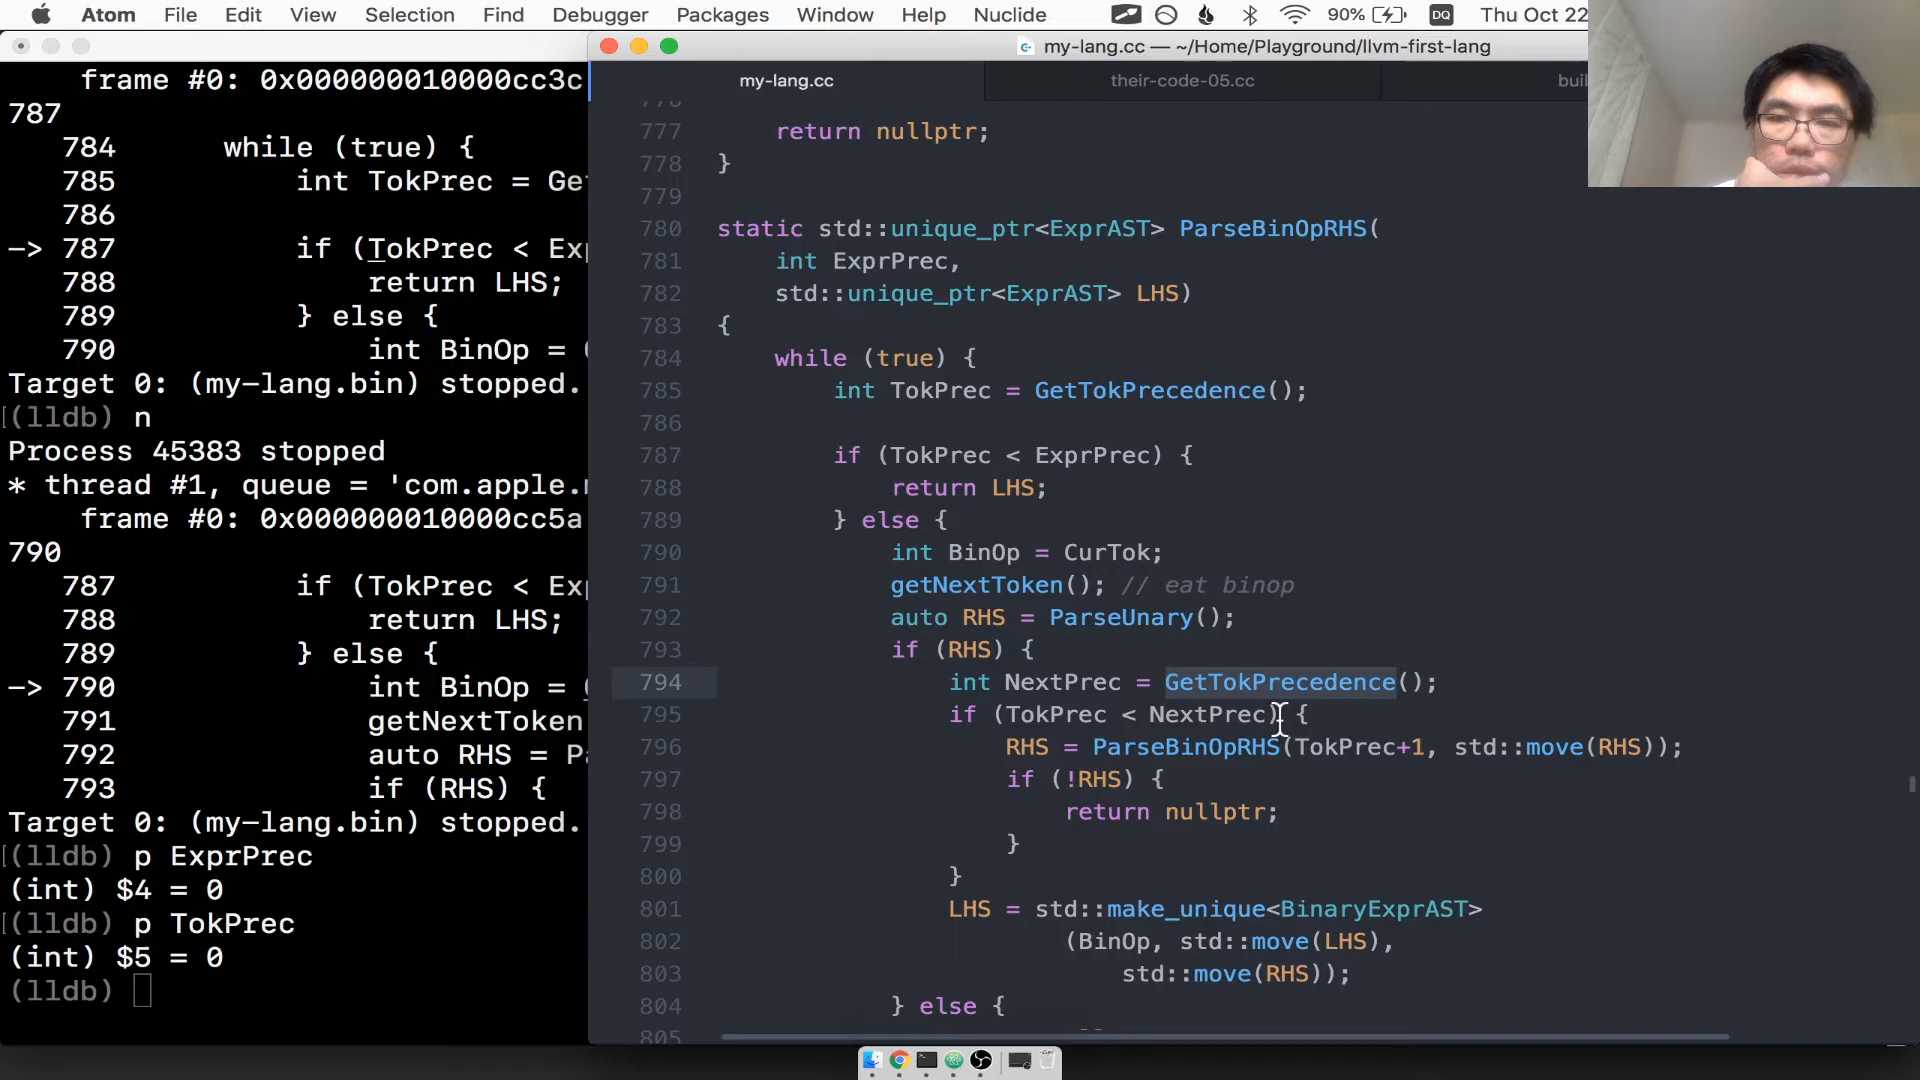 Atom File Edit View Selection Find Debugger Packages Window Help Nuclide 90% DQ Thu Oct 22
my-lang.cc — ~/Home/Playground/llvm-first-lang
my-lang.cc their-code-05.cc buil
frame #0: 0x000000010000cc3c
787
784 while (true) {
785 int TokPrec = Ge
786
-> 787 if (TokPrec < Exp
788 return LHS;
789 } else {
790 int BinOp =
Target 0: (my-lang.bin) stopped.
(lldb) n
Process 45383 stopped
* thread #1, queue = 'com.apple.
frame #0: 0x000000010000cc5a
790
787 if (TokPrec < Exp
788 return LHS;
789 } else {
-> 790 int BinOp =
791 getNextToken
792 auto RHS = Pa
793 if (RHS) {
Target 0: (my-lang.bin) stopped.
(lldb) p ExprPrec
(int) $4 = 0
(lldb) p TokPrec
(int) $5 = 0
(lldb)
777 return nullptr;
778 }
779
780 static std::unique_ptr<ExprAST> ParseBinOpRHS(
781 int ExprPrec,
782 std::unique_ptr<ExprAST> LHS)
783 {
784 while (true) {
785 int TokPrec = GetTokPrecedence();
786
787 if (TokPrec < ExprPrec) {
788 return LHS;
789 } else {
790 int BinOp = CurTok;
791 getNextToken(); // eat binop
792 auto RHS = ParseUnary();
793 if (RHS) {
794 int NextPrec = GetTokPrecedence();
795 if (TokPrec < NextPrec) {
796 RHS = ParseBinOpRHS(TokPrec+1, std::move(RHS));
797 if (!RHS) {
798 return nullptr;
799 }
800 }
801 LHS = std::make_unique<BinaryExprAST>
802 (BinOp, std::move(LHS),
803 std::move(RHS));
804 } else {
805